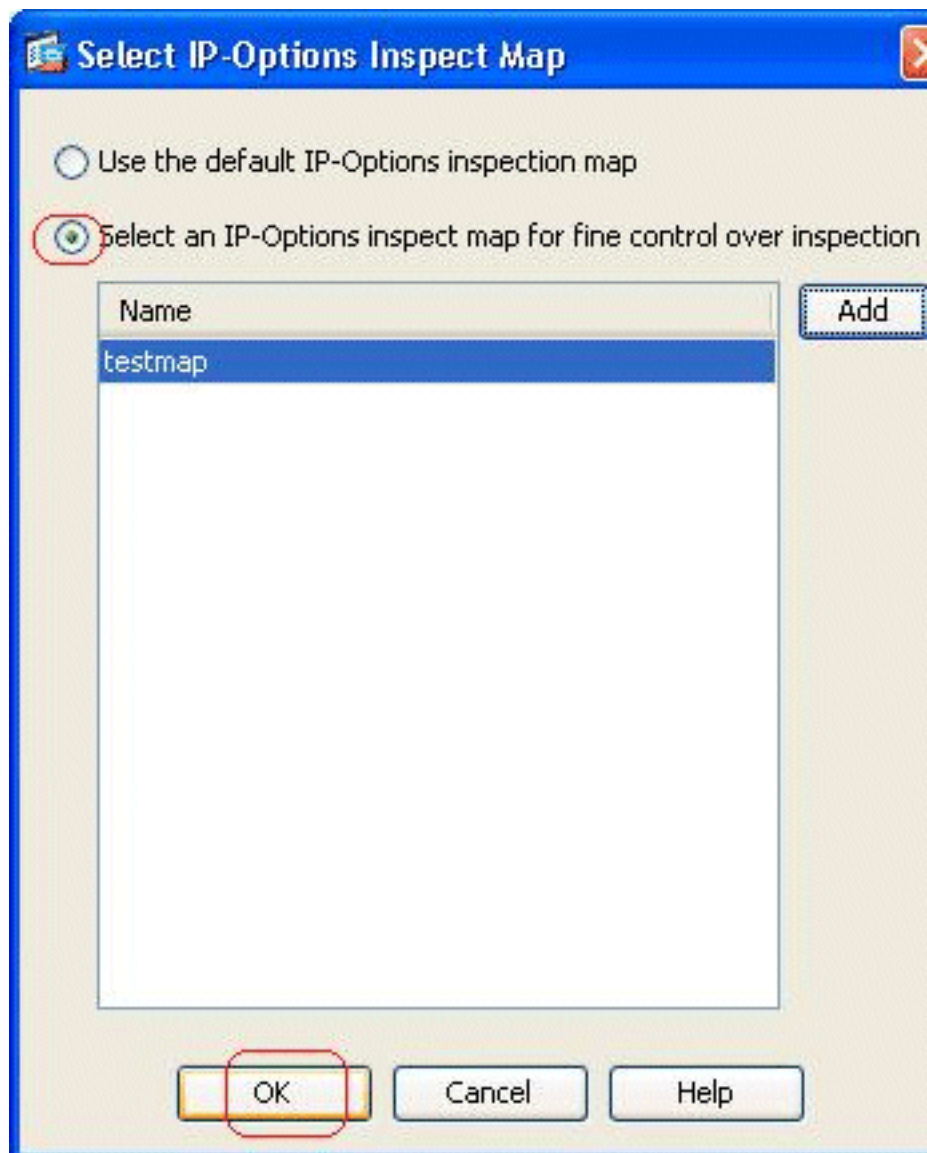 Select IP-Options Inspect Map
Use the default IP-Options inspection map
Select an IP-Options inspect map for fine control over inspection
Name
Add
testmap
OK
Cancel
Help